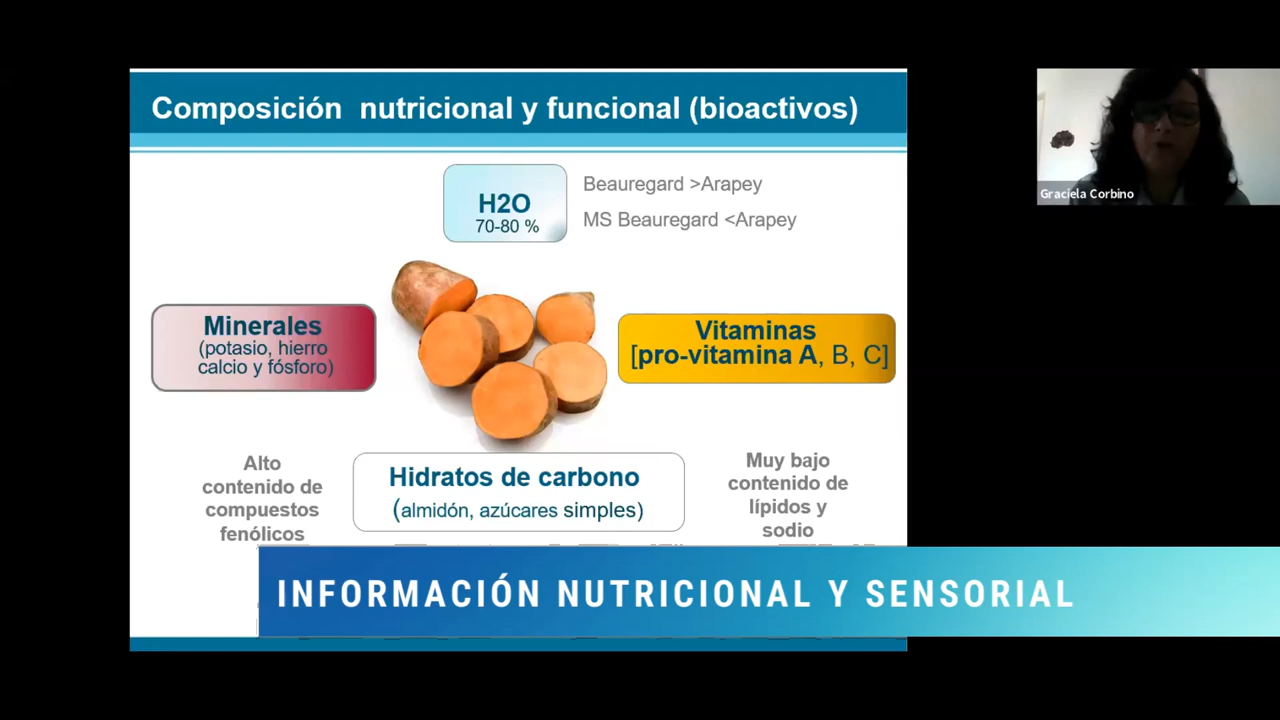 Composición nutricional y funcional (bioactivos)
H2O
70-80 %
Beauregard >Arapey
MS Beauregard <Arapey
Minerales
(potasio, hierro
calcio y fósforo)
Vitaminas
[pro-vitamina A, B, C]
Alto
contenido de
compuestos
fenólicos
Hidratos de carbono
(almidón, azúcares simples)
Muy bajo
contenido de
lípidos y
sodio
INFORMACIÓN NUTRICIONAL Y SENSORIAL
Graciela Corbino